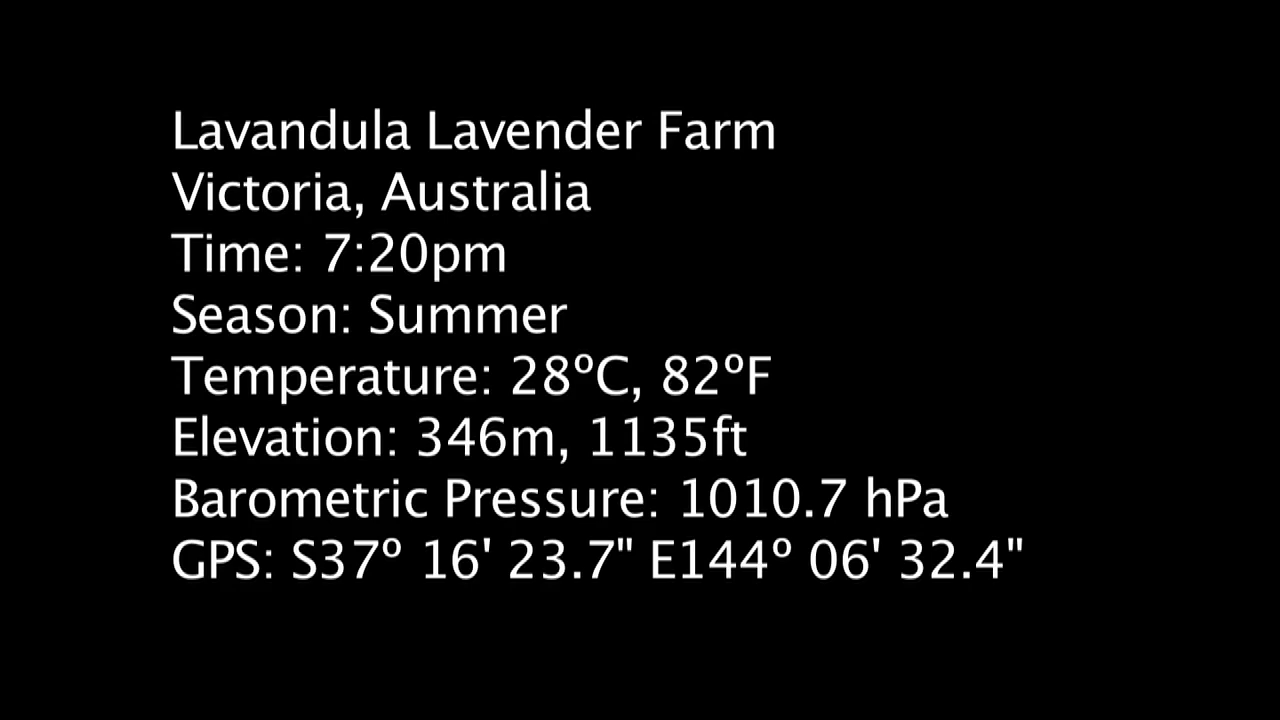 Lavandula Lavender Farm
Victoria, Australia
Time: 7:20pm
Season: Summer
Temperature: 28ºC, 82ºF
Elevation: 346m, 1135ft
Barometric Pressure: 1010.7 hPa
GPS: S37º 16' 23.7" E144º 06' 32.4"